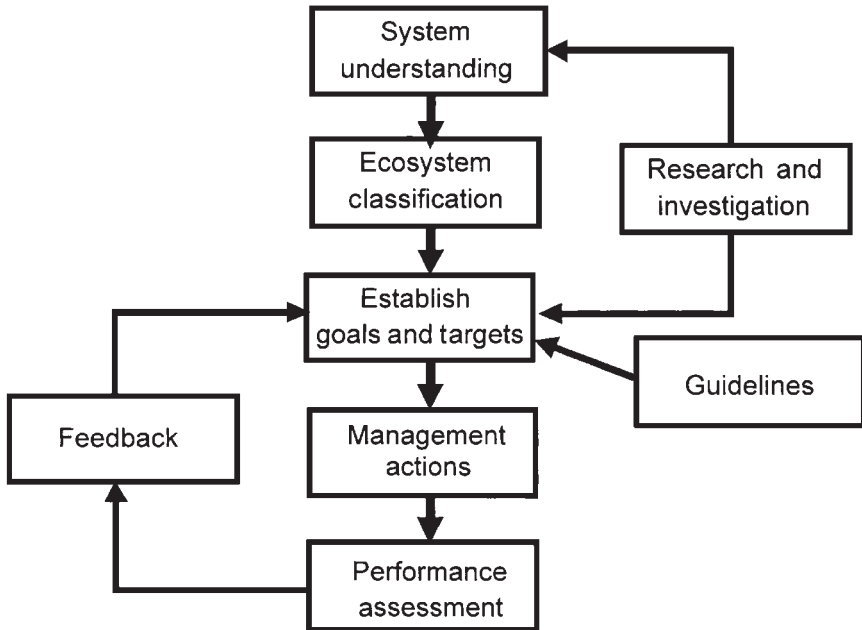 System
understanding
Ecosystem
classification
Research and
investigation
Establish
goals and targets
Guidelines
Feedback
Management
actions
Performance
assessment